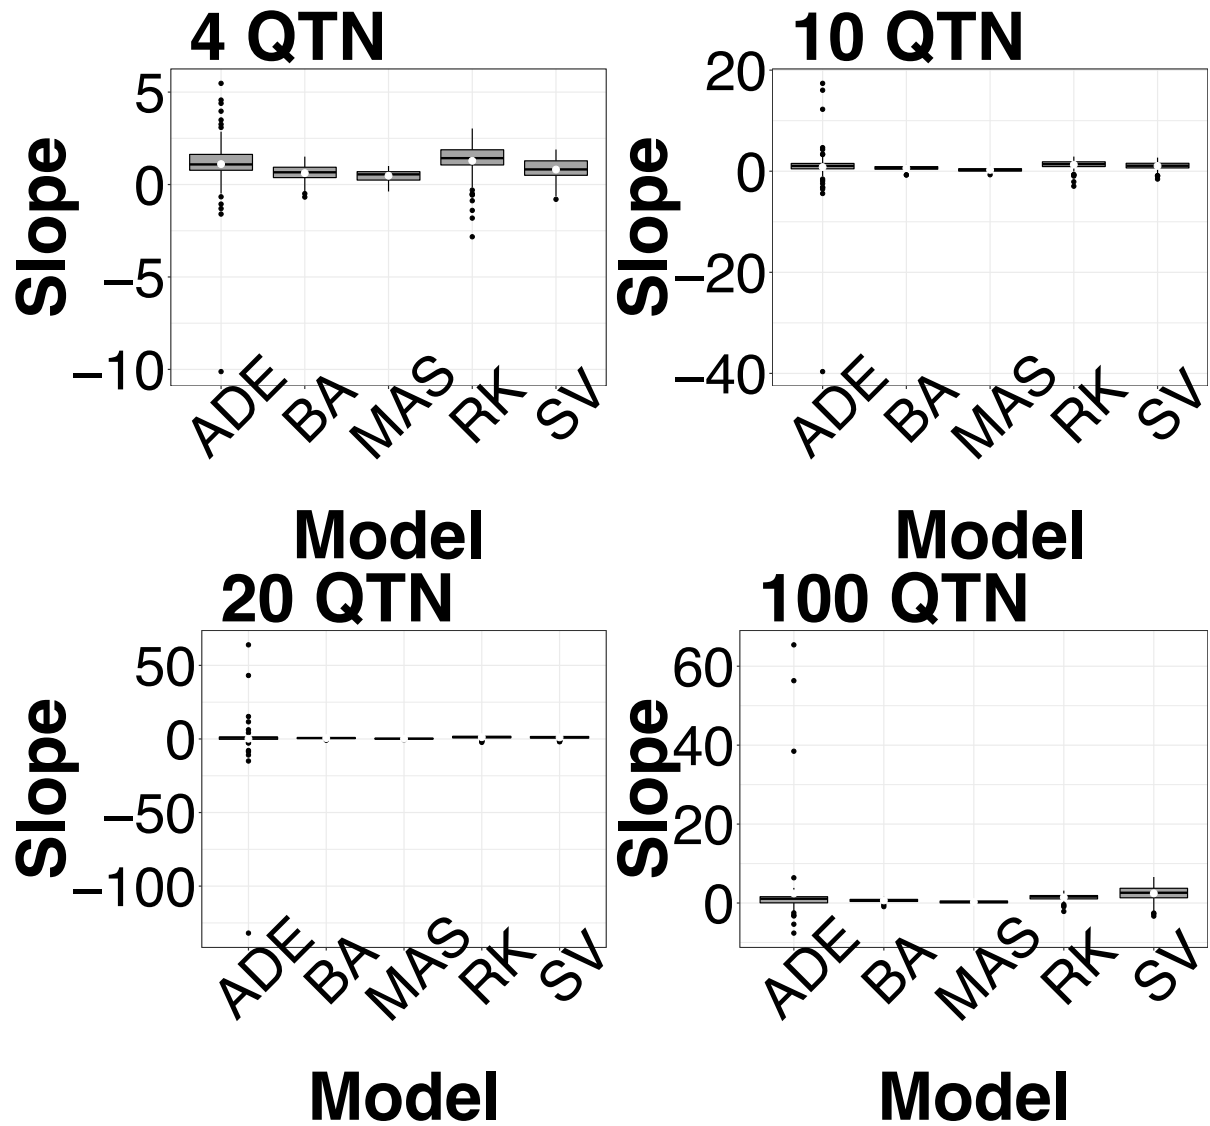 4 QTN
Slope
5
0
−5
−10
ADE
BA
MAS
RK
SV
Model
10 QTN
Slope
20
0
−20
−40
ADE
BA
MAS
RK
SV
Model
20 QTN
Slope
50
0
−50
−100
ADE
BA
MAS
RK
SV
Model
100 QTN
Slope
60
40
20
0
ADE
BA
MAS
RK
SV
Model